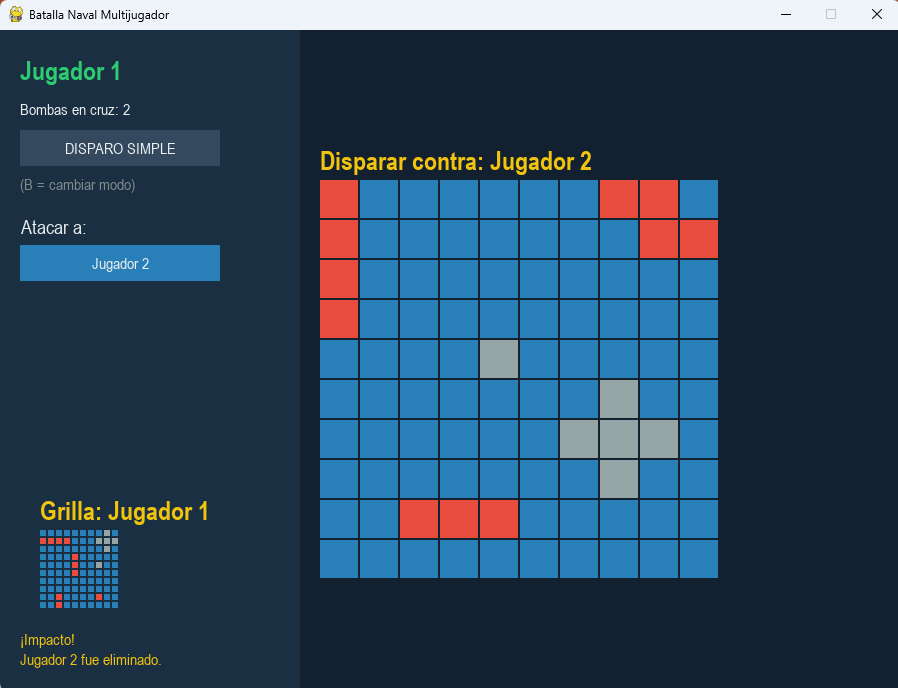 Batalla Naval Multijugador
Jugador 1
Bombas en cruz: 2
DISPARO SIMPLE
(B = cambiar modo)
Atacar a:
Jugador 2
Disparar contra: Jugador 2
Grilla: Jugador 1
¡Impacto!
Jugador 2 fue eliminado.